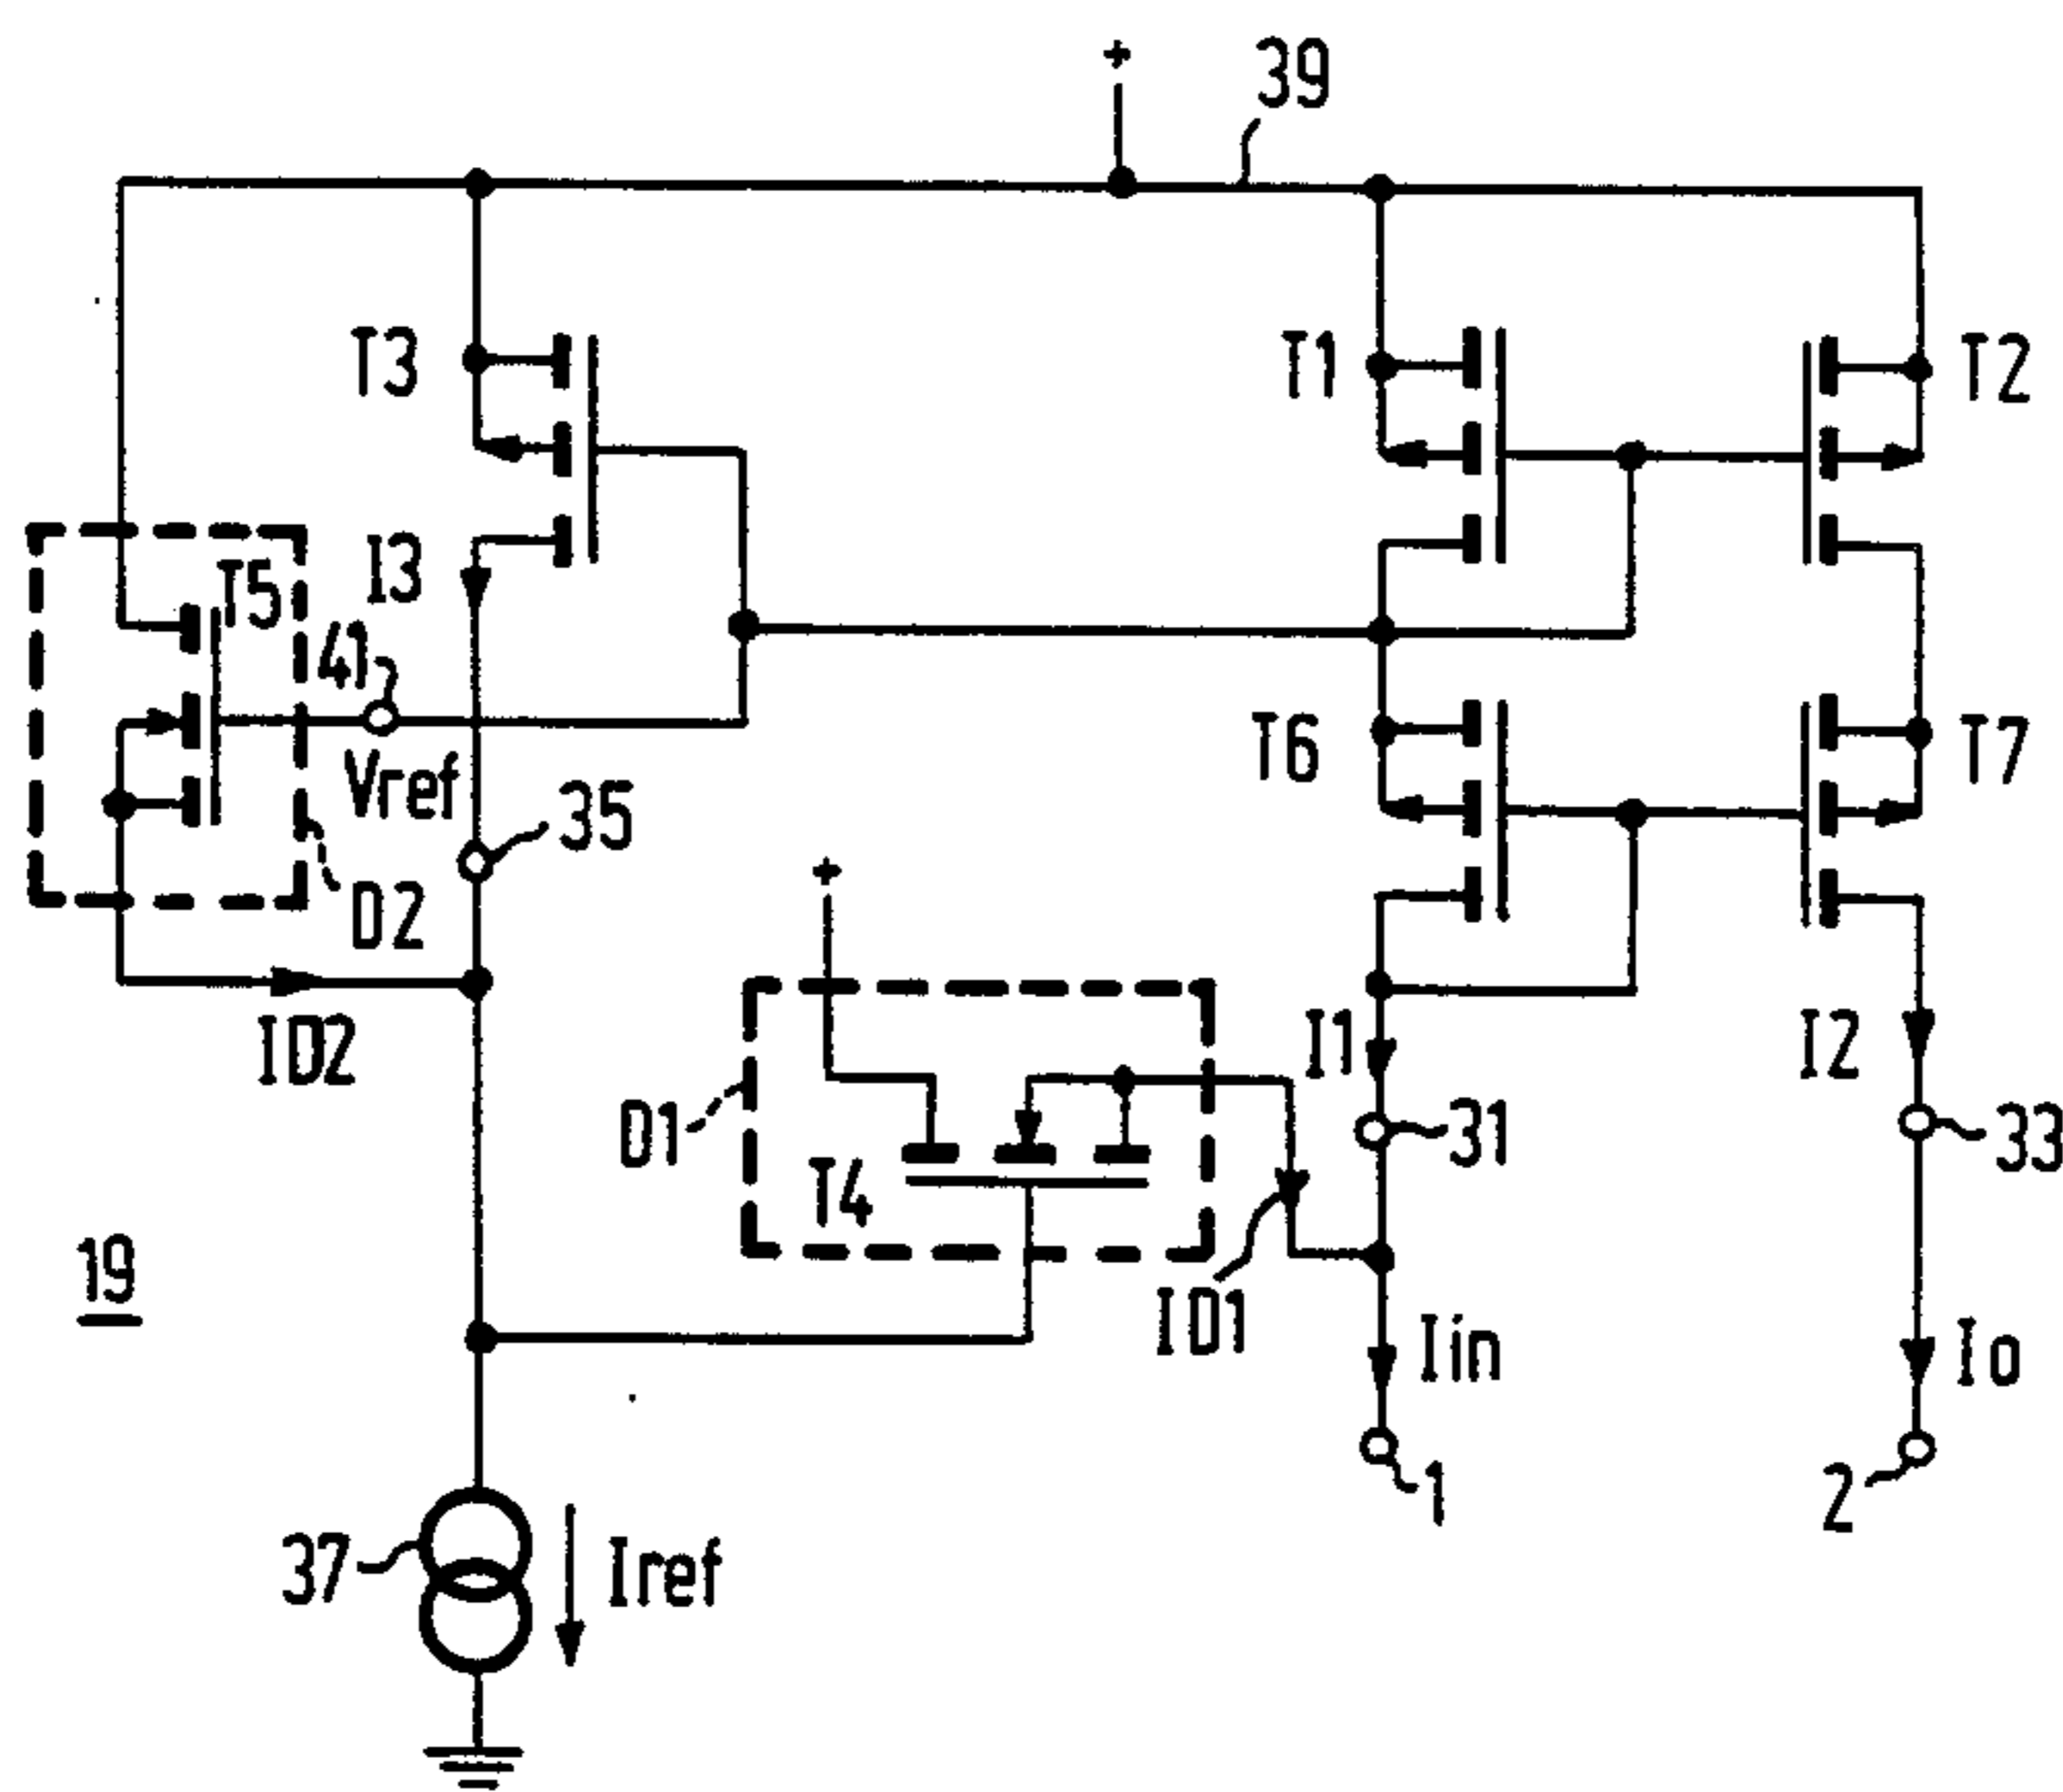 + 39
T3 T1 T2
I3
T5
41
Vref
35
T6 T7
+
D2
ID2
D1
T4
I1
31
I2
33
19
ID1
Iin
Io
1
2
37
Iref